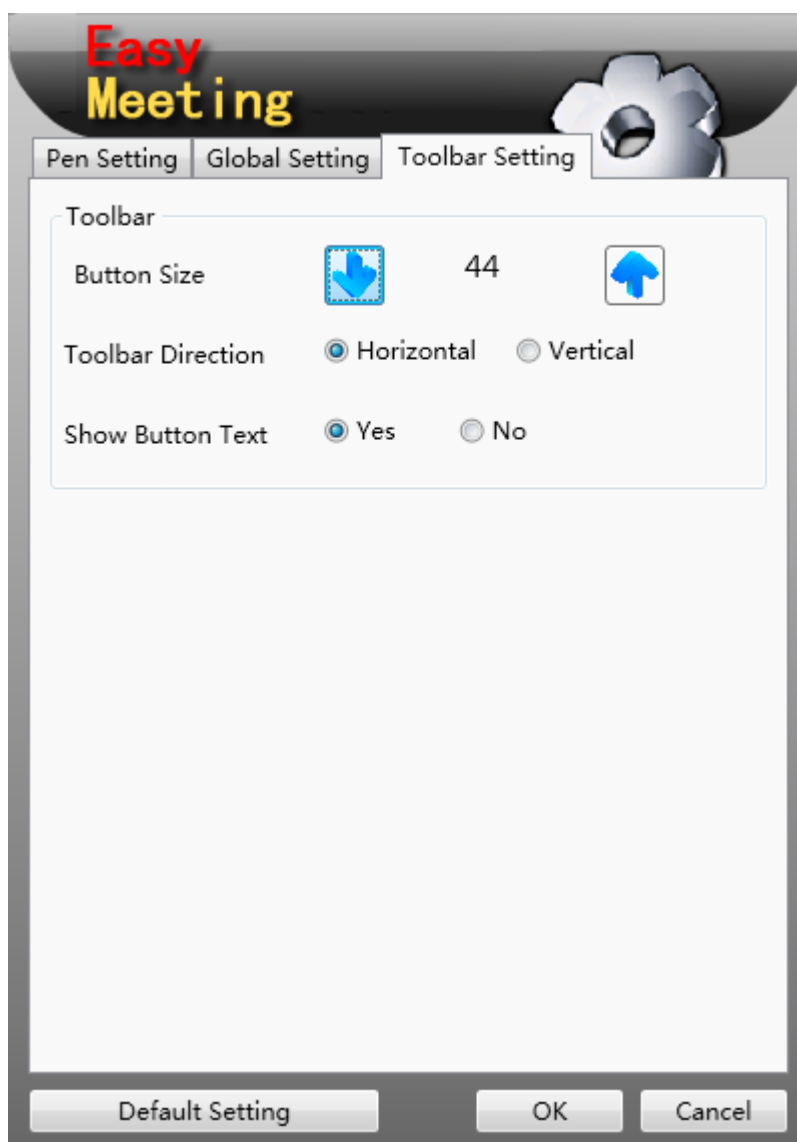 Easy
Meeting
Pen Setting Global Setting Toolbar Setting
Toolbar
Button Size 44
Toolbar Direction Horizontal Vertical
Show Button Text Yes No
Default Setting OK Cancel